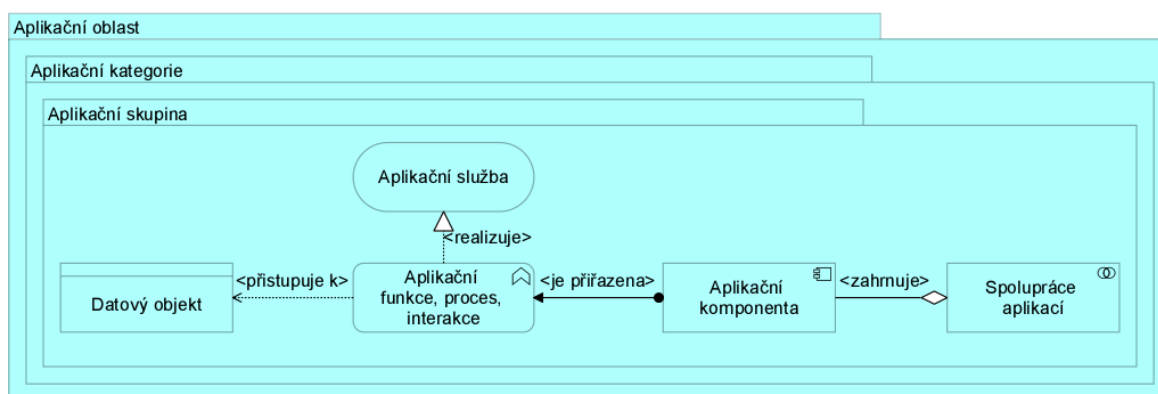 Aplikační oblast
Aplikační kategorie
Aplikační skupina
Aplikační služba
<realizuje>
Datový objekt
<přistupuje k>
Aplikační
funkce, proces,
interakce
<je přiřazena>
Aplikační
komponenta
<zahrnuje>
Spolupráce
aplikací